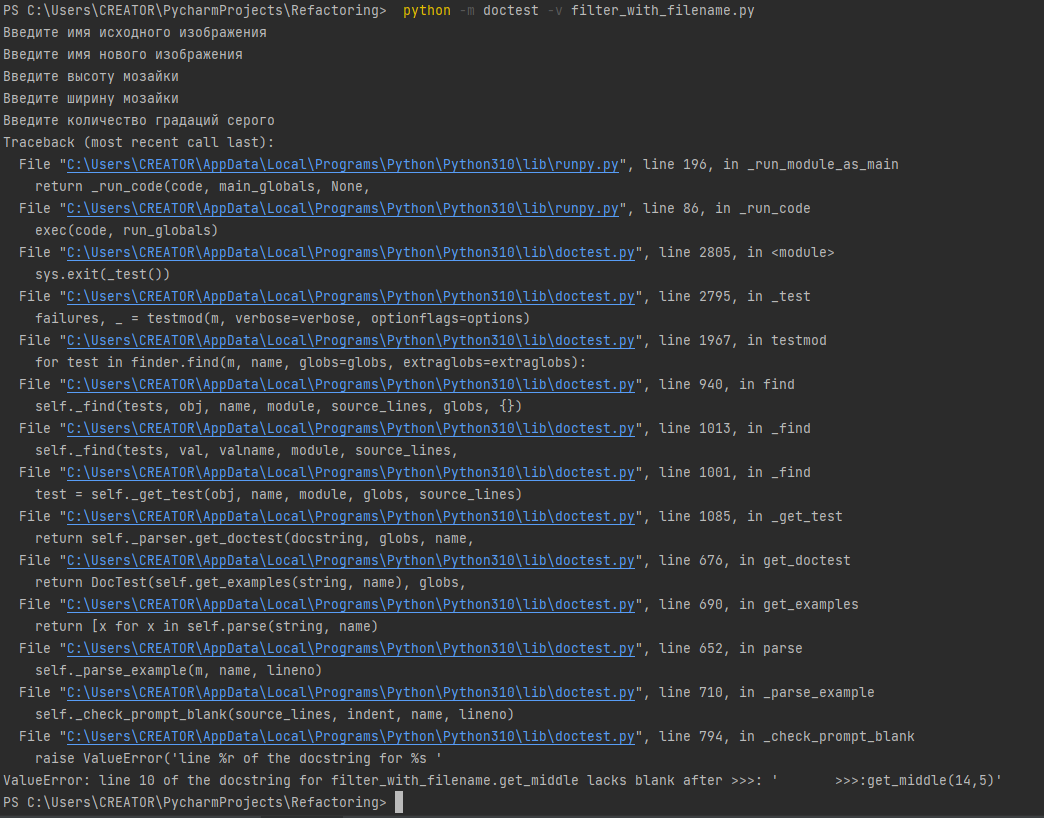 PS C:\Users\CREATOR\PycharmProjects\Refactoring>  python -m doctest -v filter_with_filename.py
Введите имя исходного изображения
Введите имя нового изображения
Введите высоту мозайки
Введите ширину мозайки
Введите количество градаций серого
Traceback (most recent call last):
  File "C:\Users\CREATOR\AppData\Local\Programs\Python\Python310\lib\runpy.py", line 196, in _run_module_as_main
    return _run_code(code, main_globals, None,
  File "C:\Users\CREATOR\AppData\Local\Programs\Python\Python310\lib\runpy.py", line 86, in _run_code
    exec(code, run_globals)
  File "C:\Users\CREATOR\AppData\Local\Programs\Python\Python310\lib\doctest.py", line 2805, in <module>
    sys.exit(_test())
  File "C:\Users\CREATOR\AppData\Local\Programs\Python\Python310\lib\doctest.py", line 2795, in _test
    failures, _ = testmod(m, verbose=verbose, optionflags=options)
  File "C:\Users\CREATOR\AppData\Local\Programs\Python\Python310\lib\doctest.py", line 1967, in testmod
    for test in finder.find(m, name, globs=globs, extraglobs=extraglobs):
  File "C:\Users\CREATOR\AppData\Local\Programs\Python\Python310\lib\doctest.py", line 940, in find
    self._find(tests, obj, name, module, source_lines, globs, {})
  File "C:\Users\CREATOR\AppData\Local\Programs\Python\Python310\lib\doctest.py", line 1013, in _find
    self._find(tests, val, valname, module, source_lines,
  File "C:\Users\CREATOR\AppData\Local\Programs\Python\Python310\lib\doctest.py", line 1001, in _find
    test = self._get_test(obj, name, module, globs, source_lines)
  File "C:\Users\CREATOR\AppData\Local\Programs\Python\Python310\lib\doctest.py", line 1085, in _get_test
    return self._parser.get_doctest(docstring, globs, name,
  File "C:\Users\CREATOR\AppData\Local\Programs\Python\Python310\lib\doctest.py", line 676, in get_doctest
    return DocTest(self.get_examples(string, name), globs,
  File "C:\Users\CREATOR\AppData\Local\Programs\Python\Python310\lib\doctest.py", line 690, in get_examples
    return [x for x in self.parse(string, name)
  File "C:\Users\CREATOR\AppData\Local\Programs\Python\Python310\lib\doctest.py", line 652, in parse
    self._parse_example(m, name, lineno)
  File "C:\Users\CREATOR\AppData\Local\Programs\Python\Python310\lib\doctest.py", line 710, in _parse_example
    self._check_prompt_blank(source_lines, indent, name, lineno)
  File "C:\Users\CREATOR\AppData\Local\Programs\Python\Python310\lib\doctest.py", line 794, in _check_prompt_blank
    raise ValueError('line %r of the docstring for %s '
ValueError: line 10 of the docstring for filter_with_filename.get_middle lacks blank after >>>: '       >>>:get_middle(14,5)'
PS C:\Users\CREATOR\PycharmProjects\Refactoring>